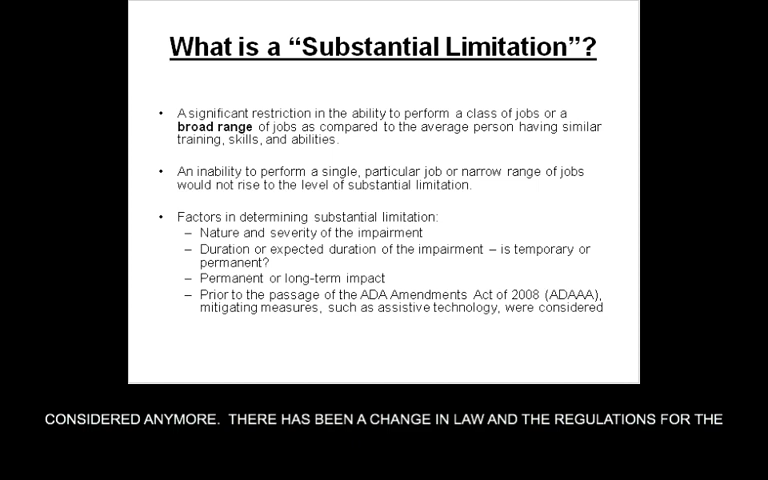 What is a “Substantial Limitation”?
• A significant restriction in the ability to perform a class of jobs or a
broad range of jobs as compared to the average person having similar
training, skills, and abilities.
• An inability to perform a single, particular job or narrow range of jobs
would not rise to the level of substantial limitation.
• Factors in determining substantial limitation:
– Nature and severity of the impairment
– Duration or expected duration of the impairment – is temporary or
permanent?
– Permanent or long-term impact
– Prior to the passage of the ADA Amendments Act of 2008 (ADAAA),
mitigating measures, such as assistive technology, were considered
CONSIDERED ANYMORE.  THERE HAS BEEN A CHANGE IN LAW AND THE REGULATIONS FOR THE